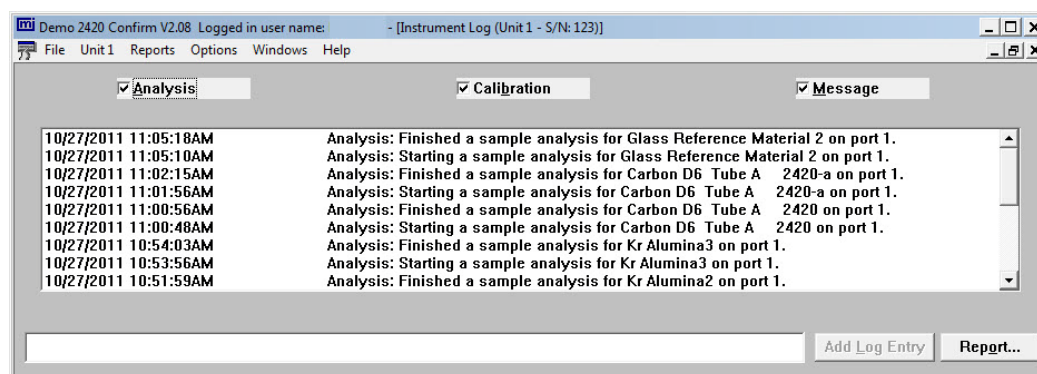 mi Demo 2420 Confirm V2.08 Logged in user name: - [Instrument Log (Unit 1 - S/N: 123)]
File Unit 1 Reports Options Windows Help
Analysis Calibration Message
10/27/2011 11:05:18AM Analysis: Finished a sample analysis for Glass Reference Material 2 on port 1.
10/27/2011 11:05:10AM Analysis: Starting a sample analysis for Glass Reference Material 2 on port 1.
10/27/2011 11:02:15AM Analysis: Finished a sample analysis for Carbon D6 Tube A 2420-a on port 1.
10/27/2011 11:01:56AM Analysis: Starting a sample analysis for Carbon D6 Tube A 2420-a on port 1.
10/27/2011 11:00:56AM Analysis: Finished a sample analysis for Carbon D6 Tube A 2420 on port 1.
10/27/2011 11:00:48AM Analysis: Starting a sample analysis for Carbon D6 Tube A 2420 on port 1.
10/27/2011 10:54:03AM Analysis: Finished a sample analysis for Kr Alumina3 on port 1.
10/27/2011 10:53:56AM Analysis: Starting a sample analysis for Kr Alumina3 on port 1.
10/27/2011 10:51:59AM Analysis: Finished a sample analysis for Kr Alumina2 on port 1.
Add Log Entry Report...